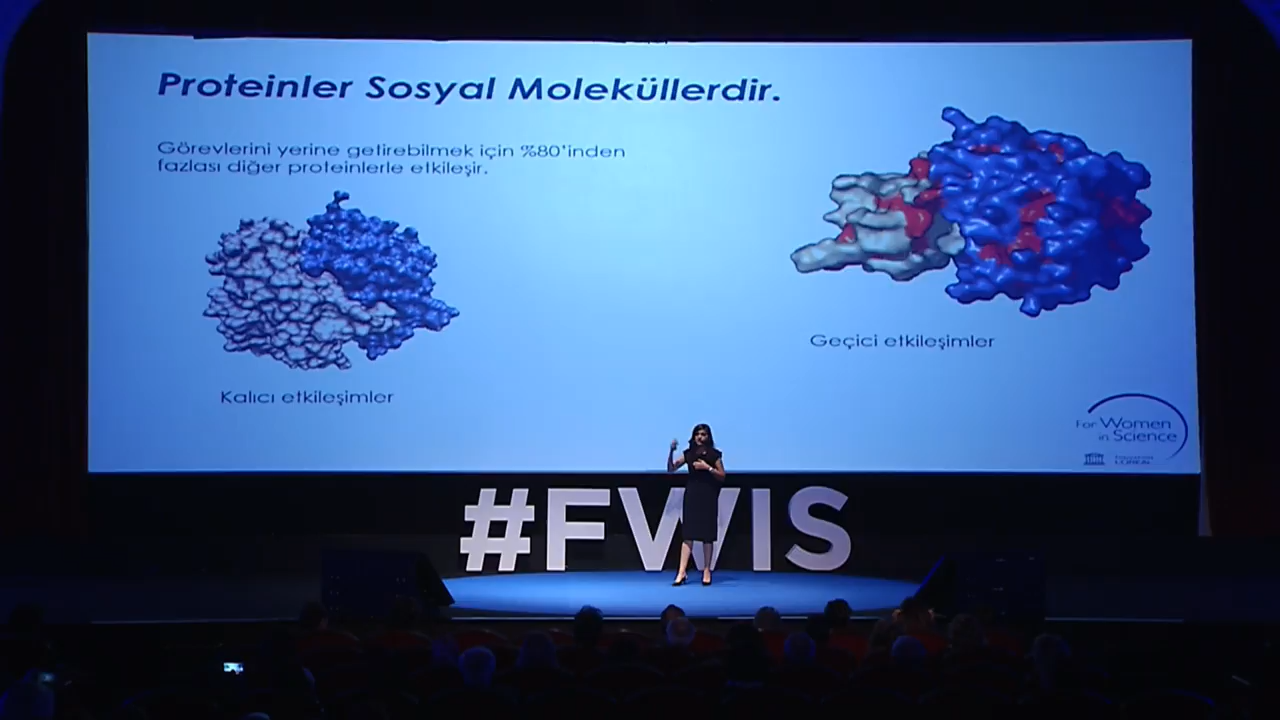 Proteinler Sosyal Moleküllerdir.
Görevlerini yerine getirebilmek için %80'inden
fazlası diğer proteinlerle etkileşir.
Kalıcı etkileşimler
Geçici etkileşimler
For Women
in Science
L'ORÉAL
#FWIS